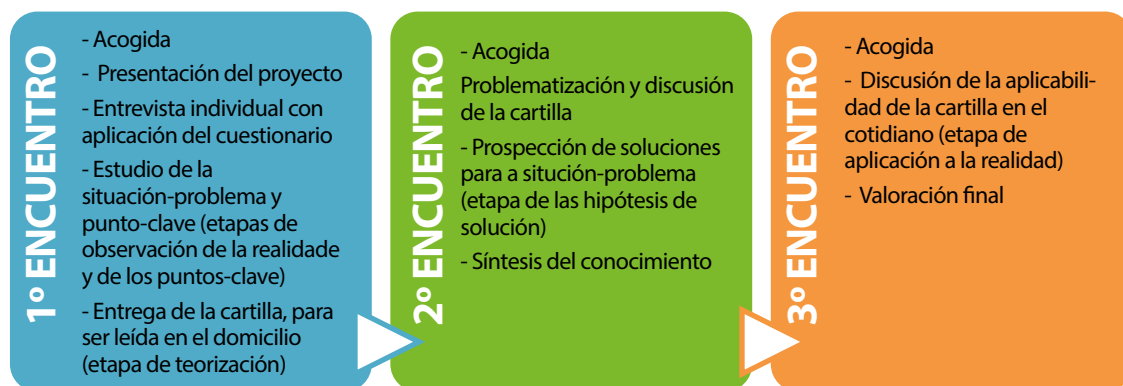 1º ENCUENTRO
- Acogida
- Presentación del proyecto
- Entrevista individual con
aplicación del cuestionario
- Estudio de la
situación-problema y
punto-clave (etapas de
observación de la realidade
y de los puntos-clave)
- Entrega de la cartilla, para
ser leída en el domicilio
(etapa de teorización)
2º ENCUENTRO
- Acogida
Problematización y discusión
de la cartilla
- Prospección de soluciones
para a situción-problema
(etapa de las hipótesis de
solución)
- Síntesis del conocimiento
3º ENCUENTRO
- Acogida
- Discusión de la aplicabili-
dad de la cartilla en el
cotidiano (etapa de
aplicación a la realidad)
- Valoración final